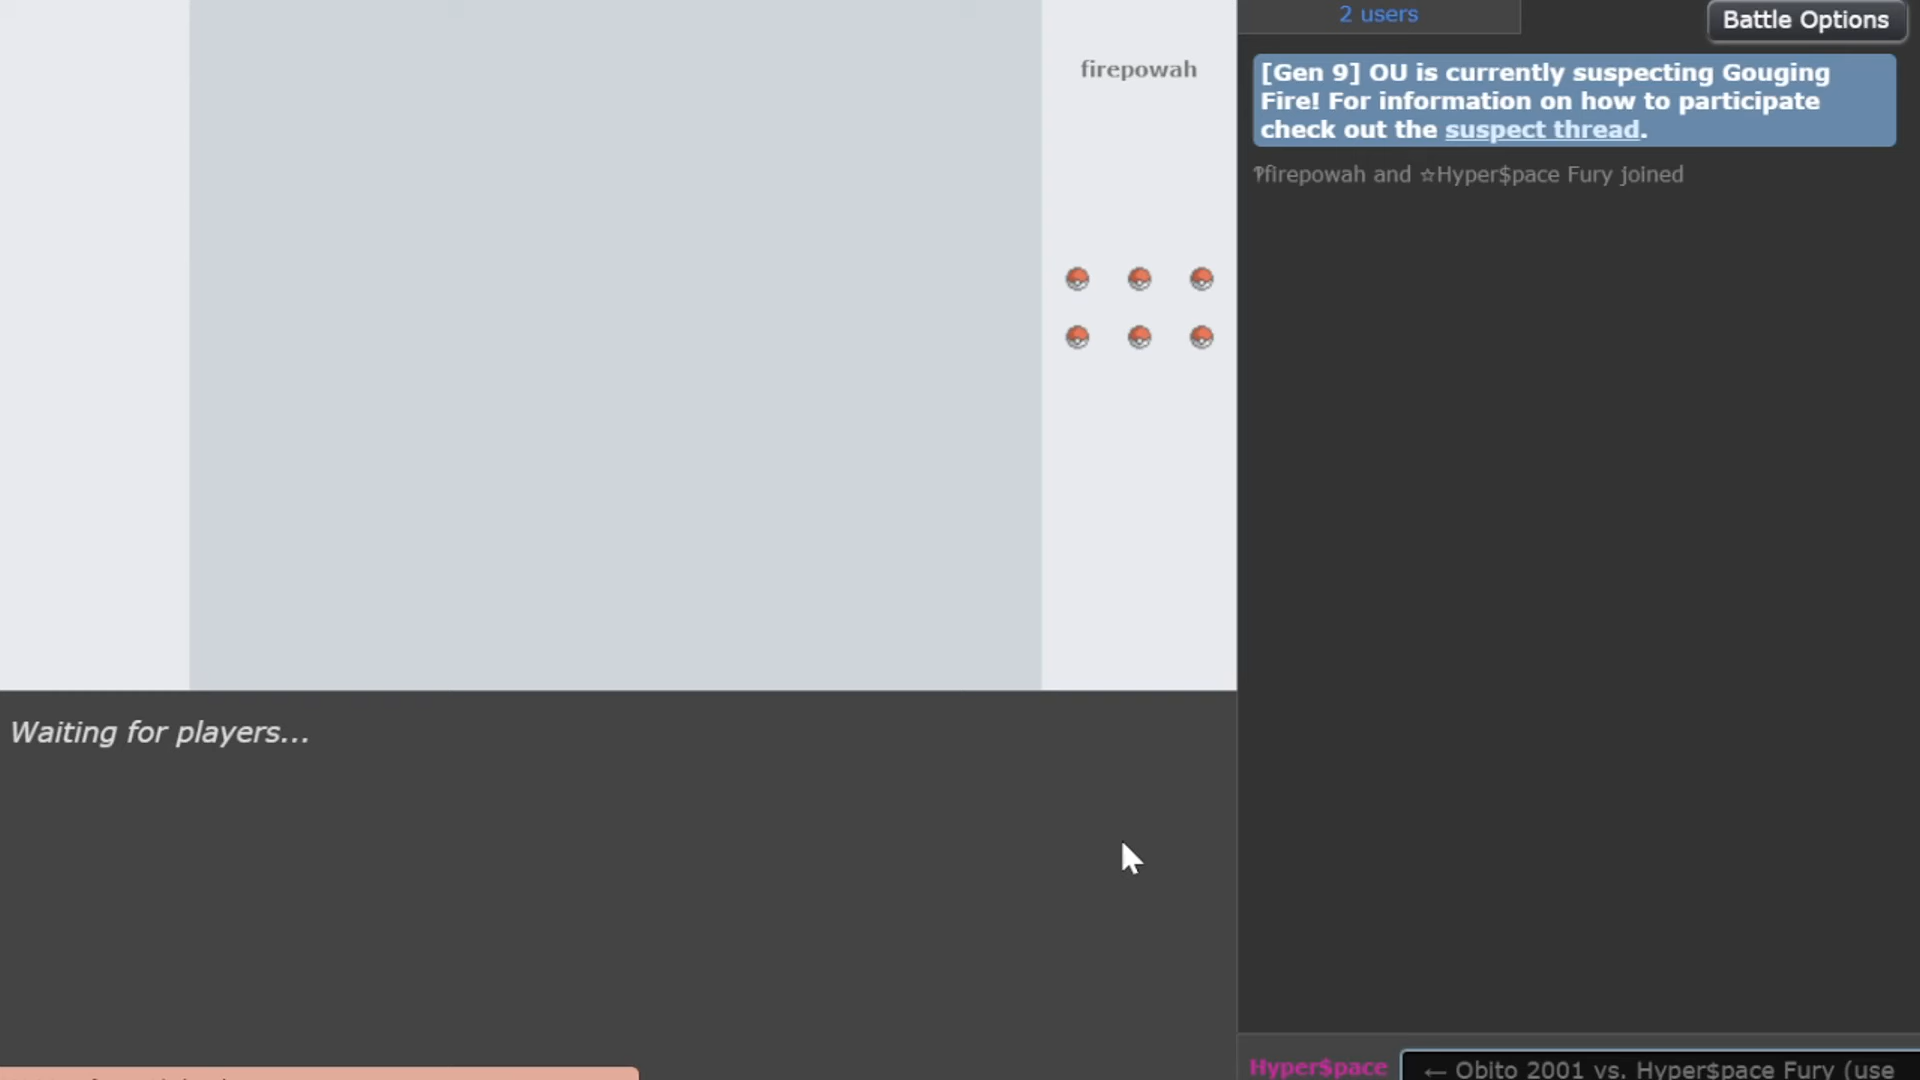 2 users
Battle Options
firepowah
[Gen 9] OU is currently suspecting Gouging
Fire! For information on how to participate
check out the suspect thread.
‽firepowah and ☆Hyper$pace Fury joined
Waiting for players...
Hyper$pace
← Obito 2001 vs. Hyper$pace Fury (use